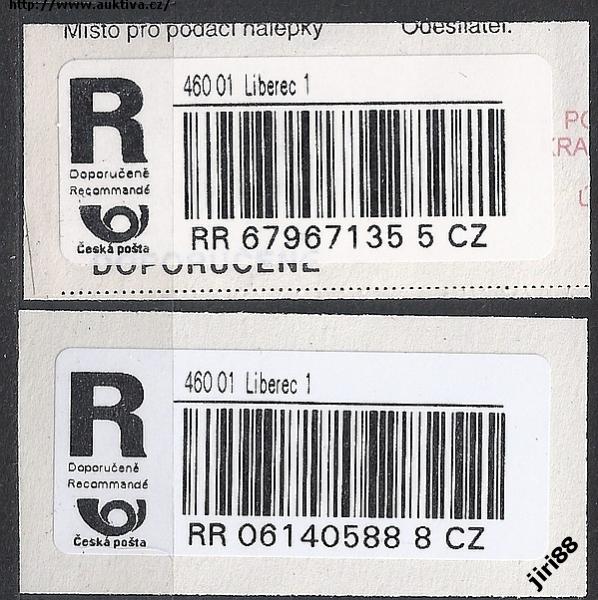 http://www.auktiva.cz/
Místo pro podací nálepky Odesílatel:
460 01 Liberec 1
R
Doporučeně
Recommandé
Česká pošta
RR 67967135 5 CZ
DOPORUČENĚ
460 01 Liberec 1
R
Doporučeně
Recommandé
Česká pošta
RR 06140588 8 CZ
jiri88